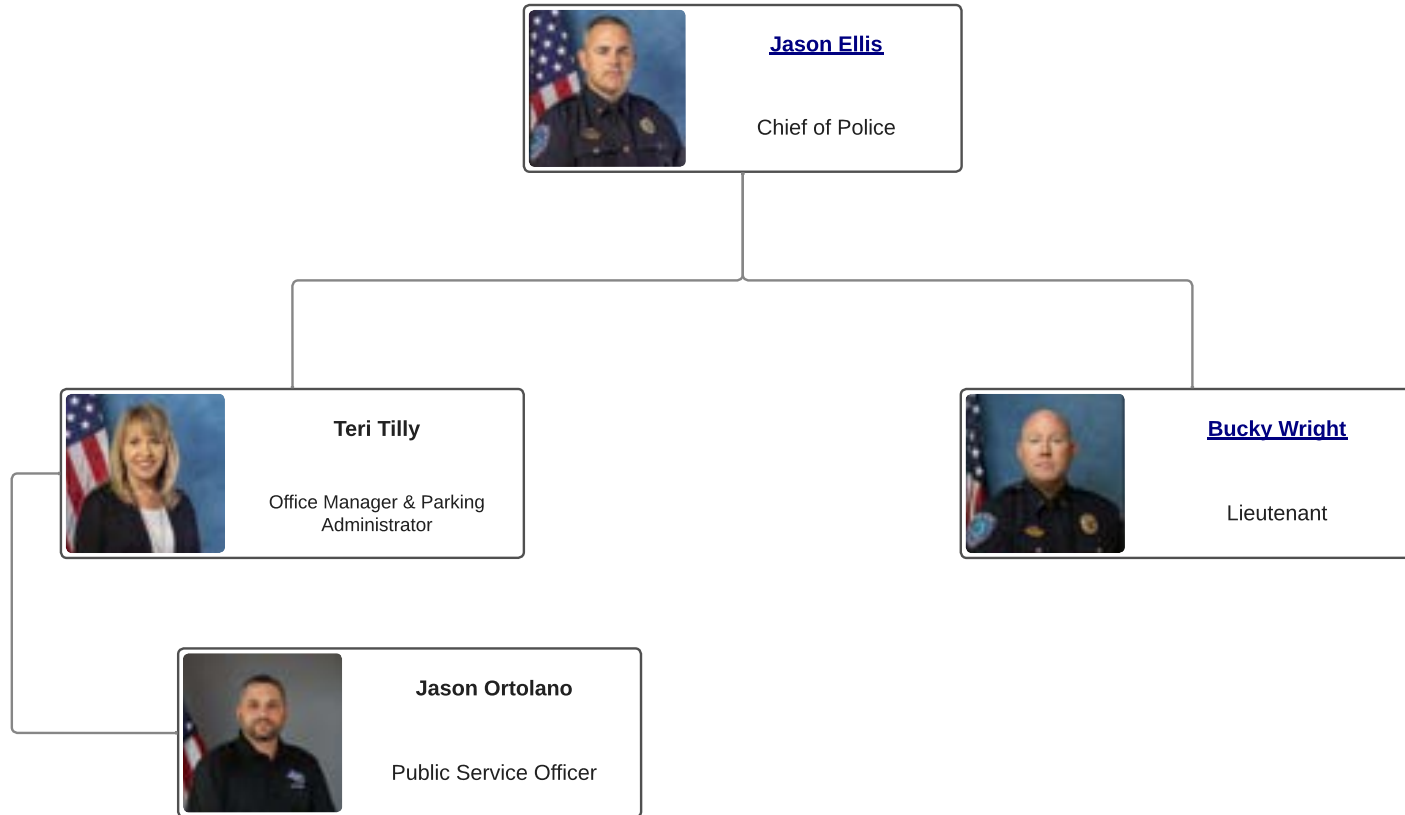 Jason Ellis
Chief of Police
Teri Tilly
Office Manager & Parking
Administrator
Bucky Wright
Lieutenant
Jason Ortolano
Public Service Officer